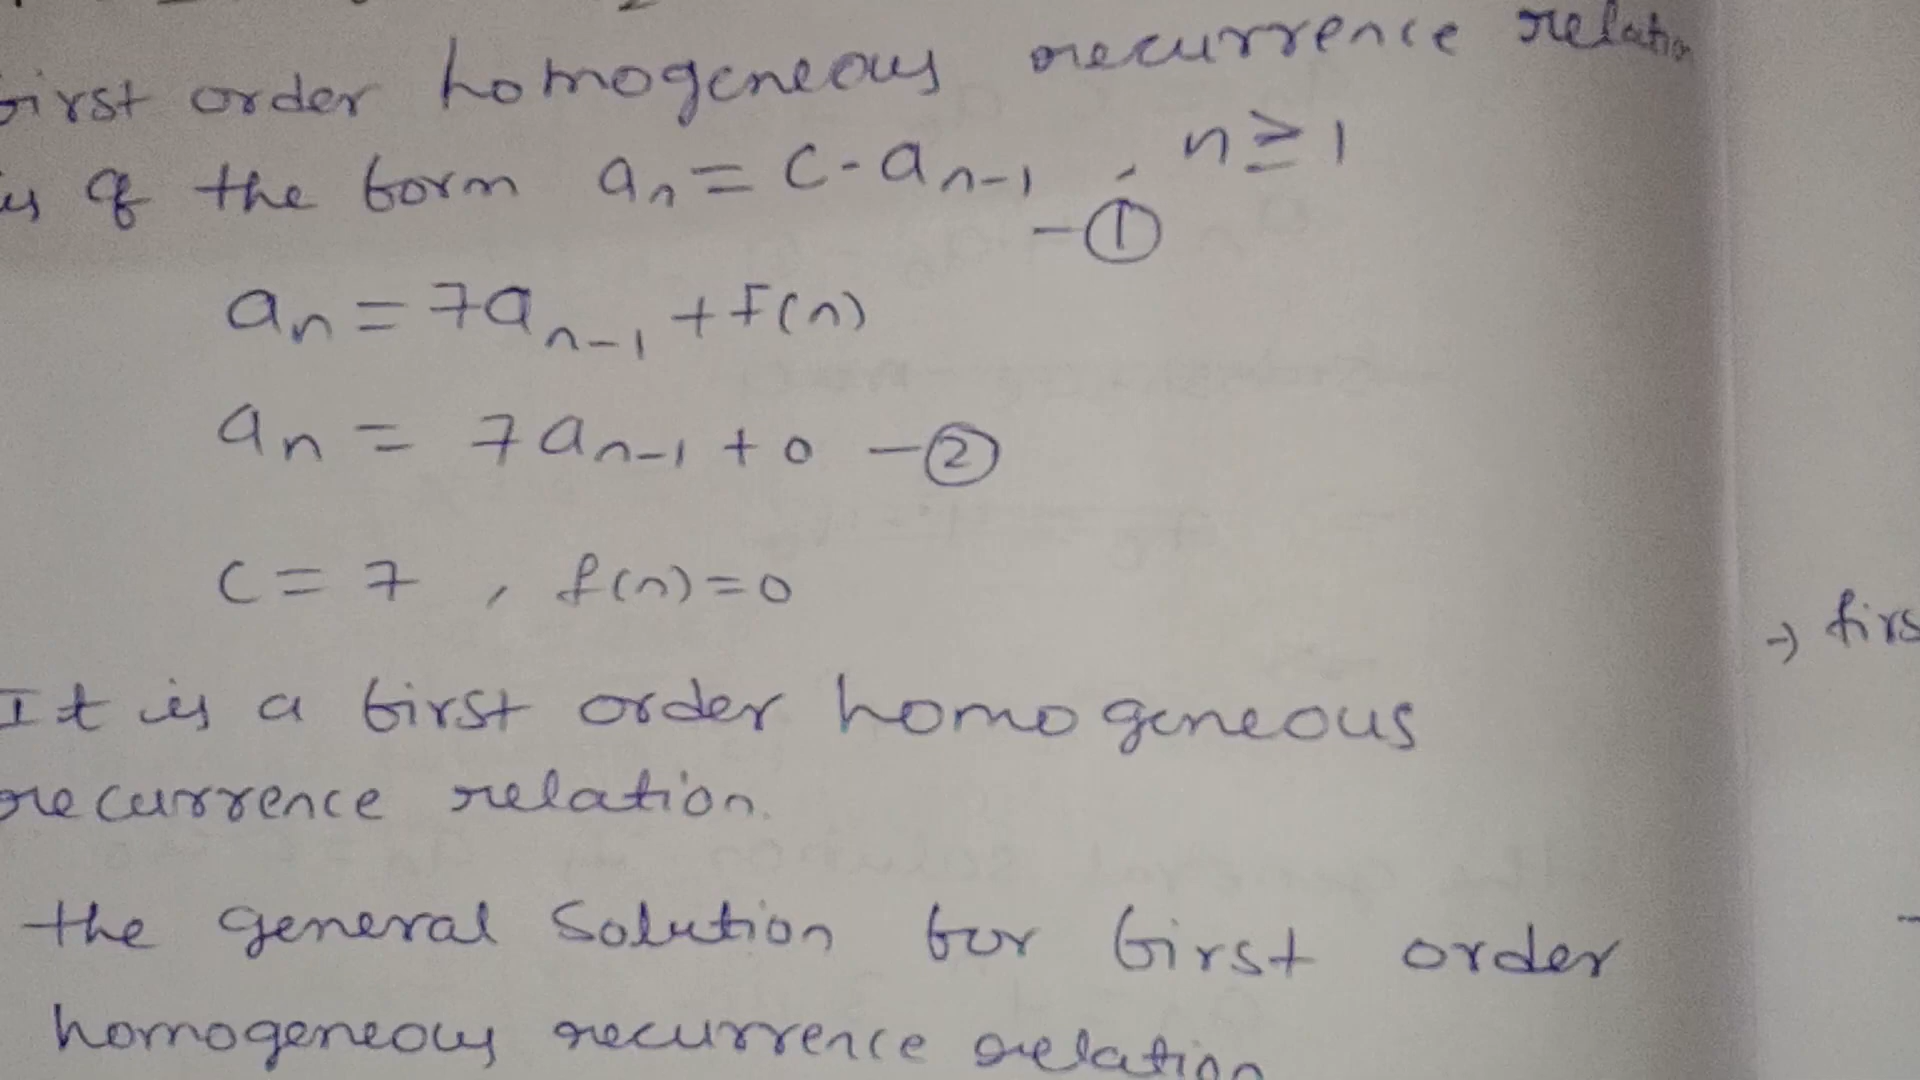 first order homogeneous recurrence relation
is of the form aₙ = c·aₙ₋₁ , n ≥ 1 -①
aₙ = 7aₙ₋₁ + f(n)
aₙ = 7aₙ₋₁ + 0 -②
c = 7 , f(n) = 0
→ firs
It is a first order homogeneous
recurrence relation.
the general solution for first order
homogeneous recurrence relation